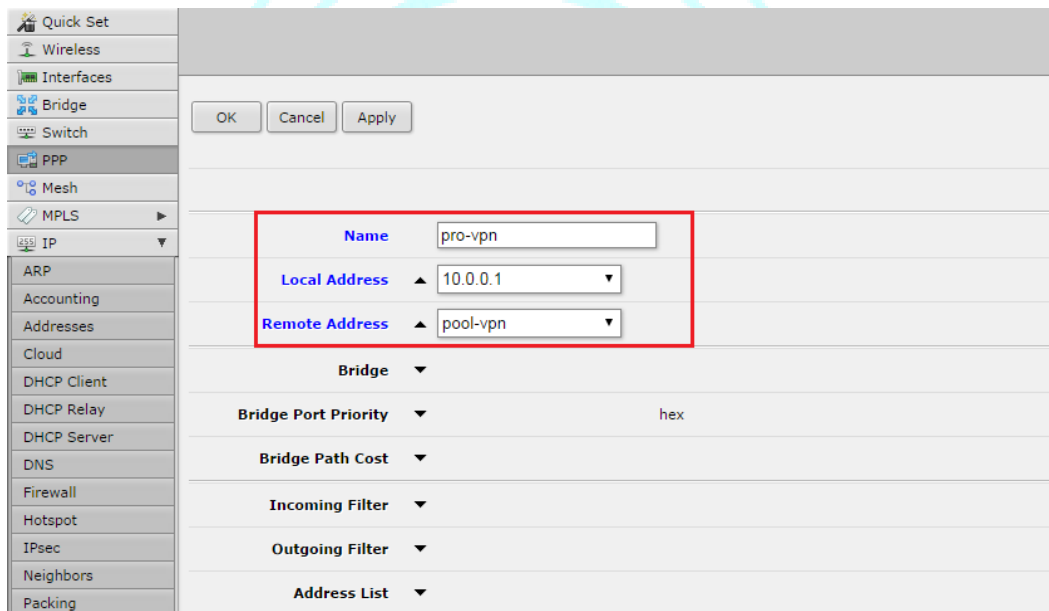 Quick Set
Wireless
Interfaces
Bridge
Switch
PPP
Mesh
MPLS
IP
ARP
Accounting
Addresses
Cloud
DHCP Client
DHCP Relay
DHCP Server
DNS
Firewall
Hotspot
IPsec
Neighbors
Packing
OK Cancel Apply
Name pro-vpn
Local Address 10.0.0.1
Remote Address pool-vpn
Bridge
Bridge Port Priority hex
Bridge Path Cost
Incoming Filter
Outgoing Filter
Address List